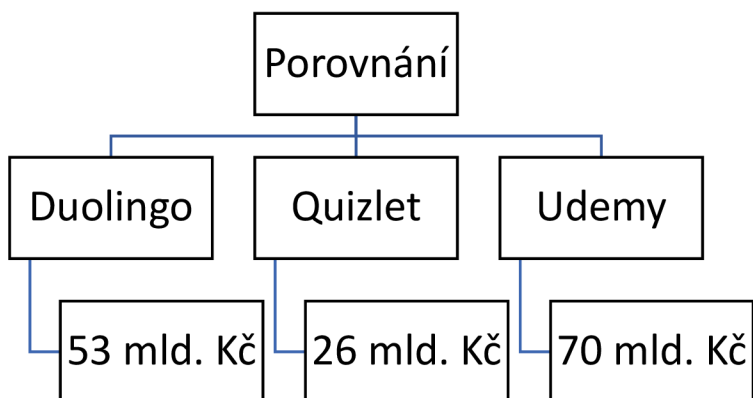 Porovnání
Duolingo
Quizlet
Udemy
53 mld. Kč
26 mld. Kč
70 mld. Kč